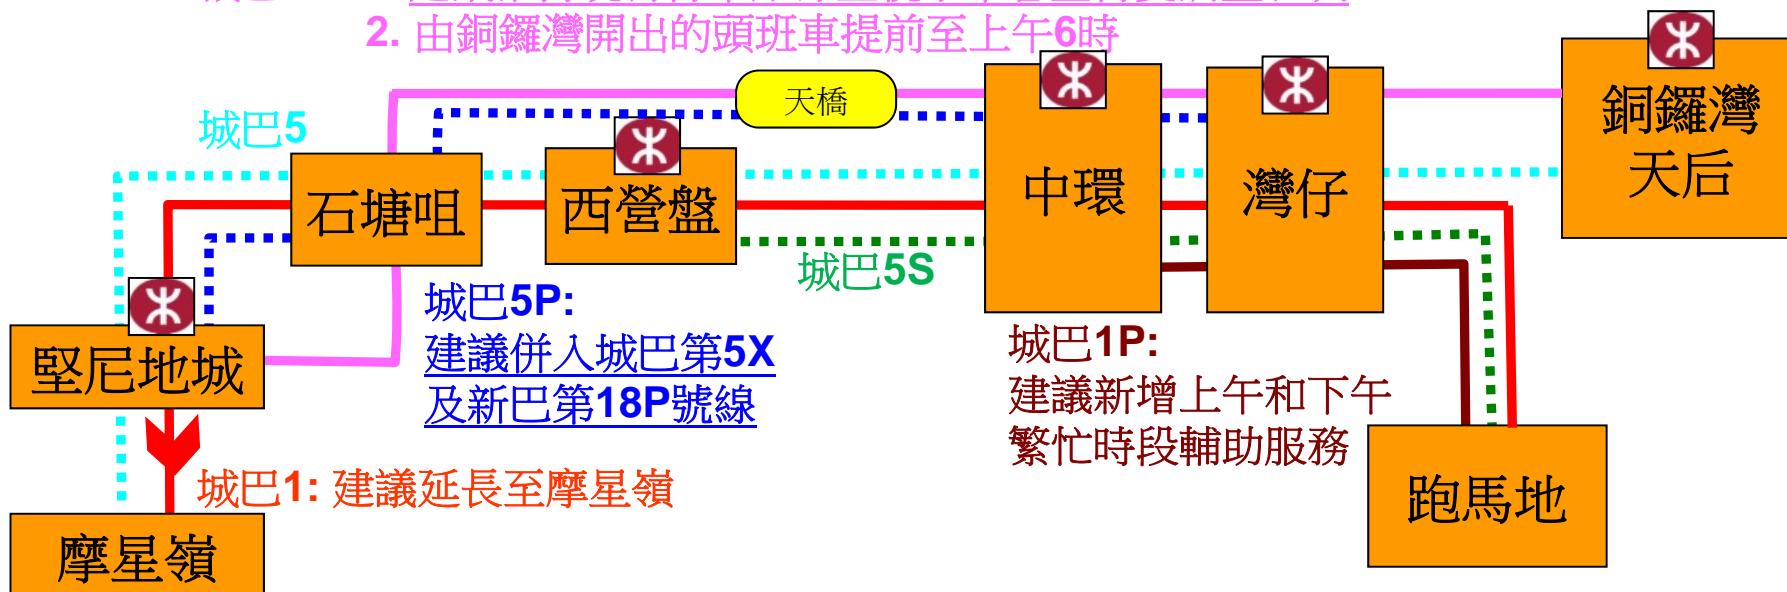 2. 由銅鑼灣開出的頭班車提前至上午6時
天橋
銅鑼灣
天后
城巴5
石塘咀
西營盤
中環
灣仔
城巴5S
城巴5P:
建議併入城巴第5X
及新巴第18P號線
堅尼地城
城巴1P:
建議新增上午和下午
繁忙時段輔助服務
城巴1: 建議延長至摩星嶺
跑馬地
摩星嶺